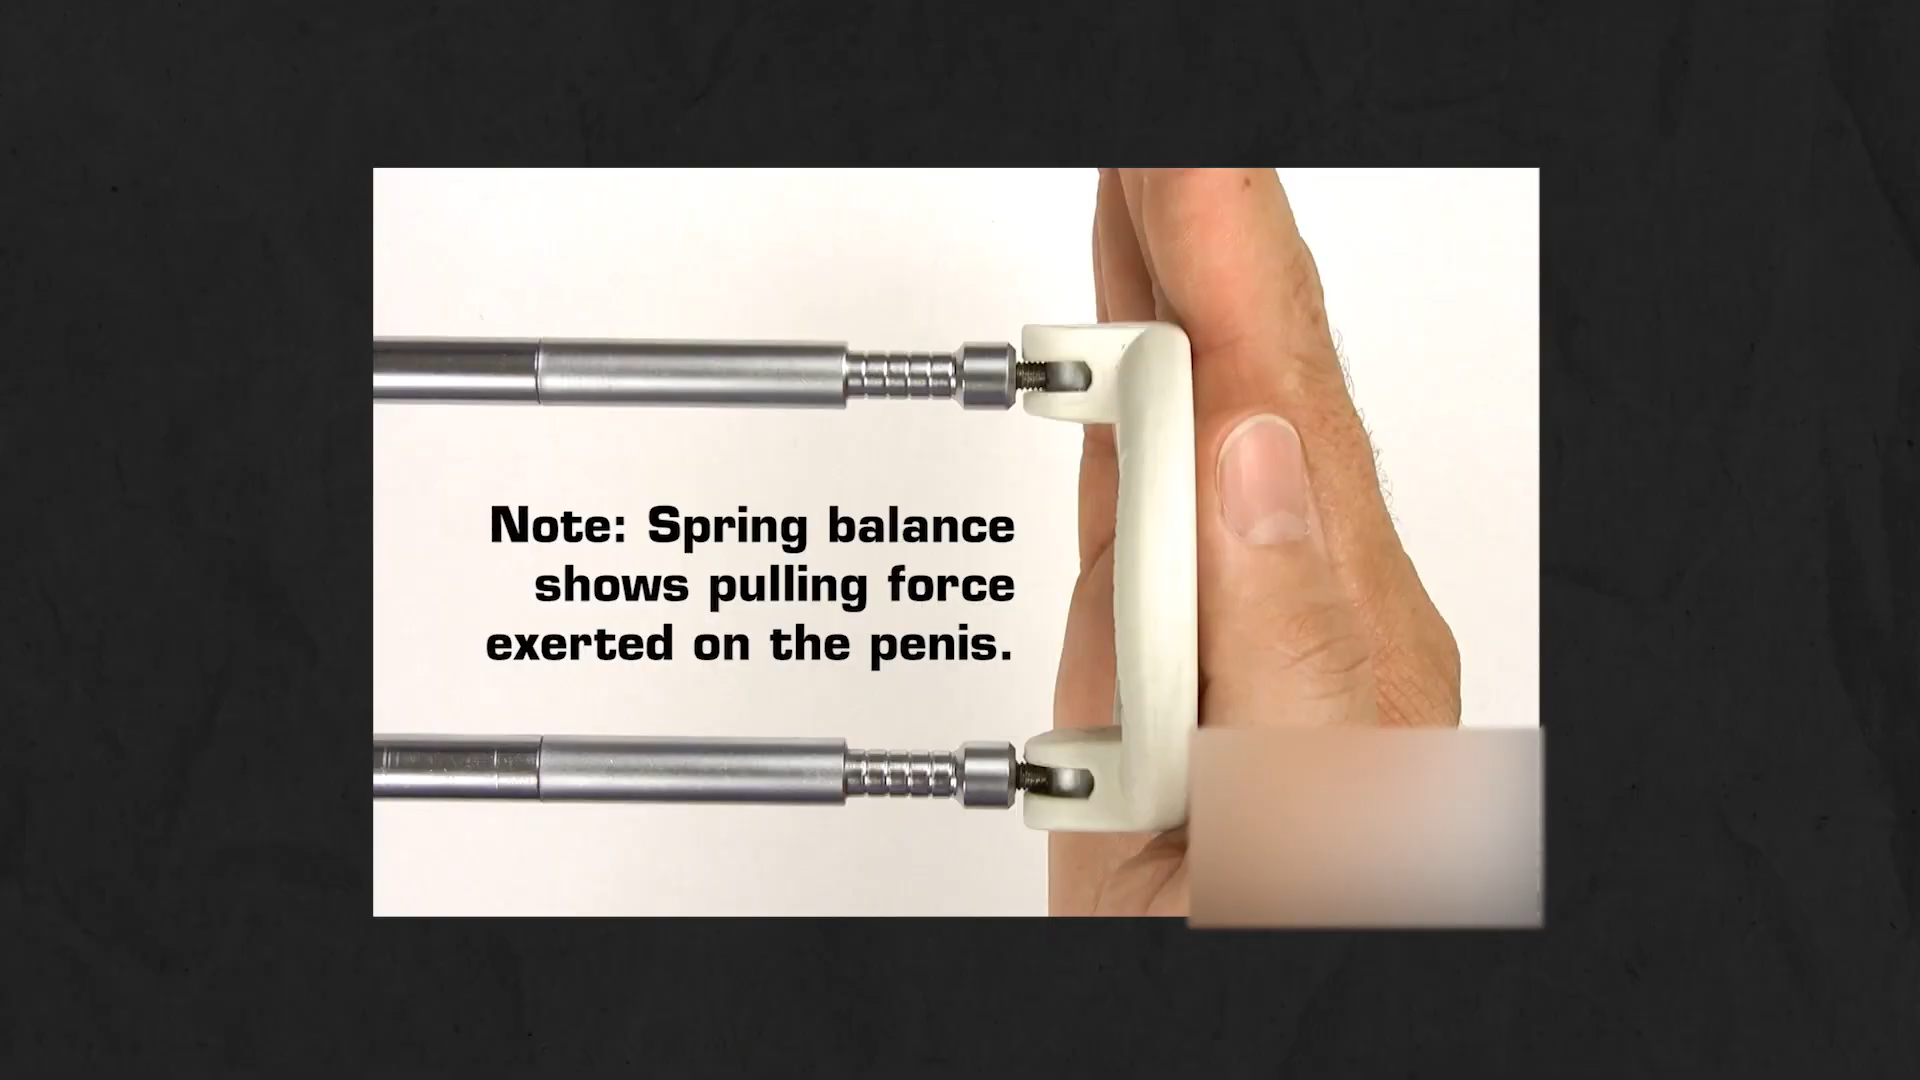 Note: Spring balance
shows pulling force
exerted on the penis.